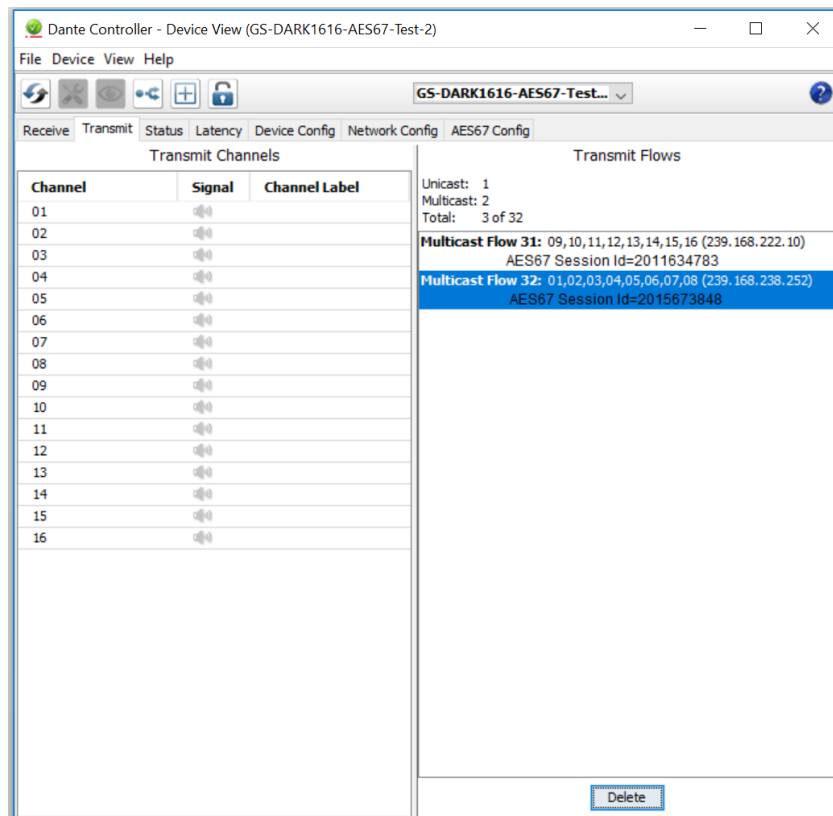 Dante Controller - Device View (GS-DARK1616-AES67-Test-2)
File Device View Help
GS-DARK1616-AES67-Test...
?
Receive Transmit Status Latency Device Config Network Config AES67 Config
Transmit Channels
Channel Signal Channel Label
01
02
03
04
05
06
07
08
09
10
11
12
13
14
15
16
Transmit Flows
Unicast: 1
Multicast: 2
Total: 3 of 32
Multicast Flow 31: 09,10,11,12,13,14,15,16 (239.168.222.10)
AES67 Session Id=2011634783
Multicast Flow 32: 01,02,03,04,05,06,07,08 (239.168.238.252)
AES67 Session Id=2015673848
Delete